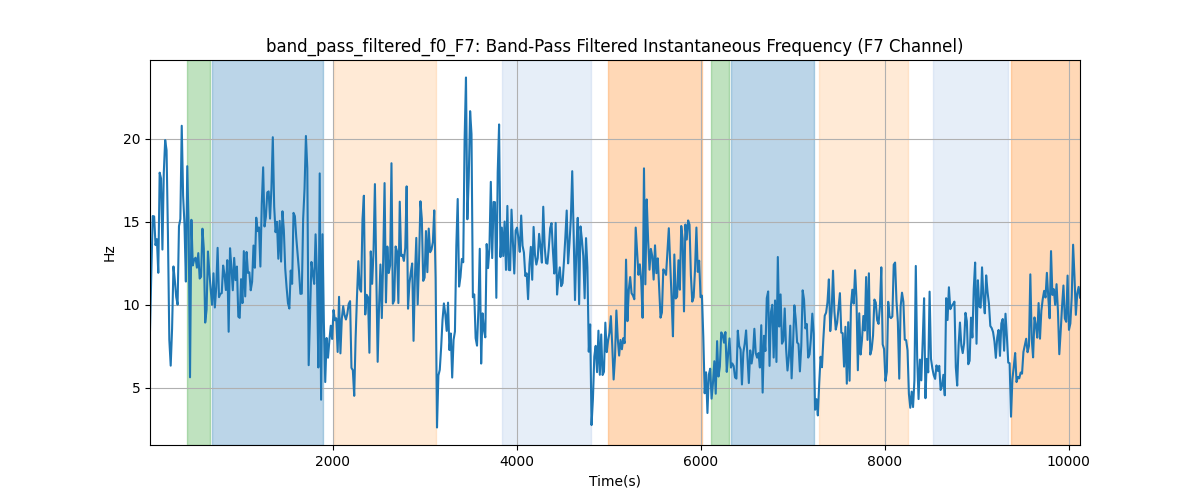 band_pass_filtered_f0_F7: Band-Pass Filtered Instantaneous Frequency (F7 Channel)
20
15
10
5
Hz
2000 4000 6000 8000 10000
Time(s)